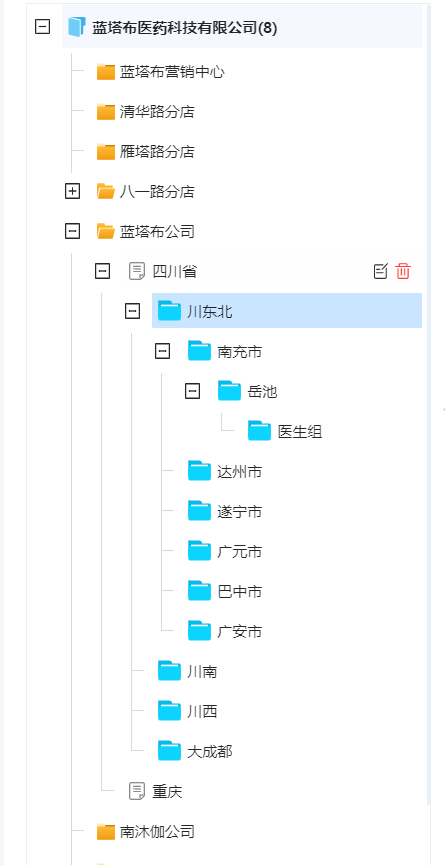 蓝塔布医药科技有限公司(8)
蓝塔布营销中心
清华路分店
雁塔路分店
八一路分店
蓝塔布公司
四川省
川东北
南充市
岳池
医生组
达州市
遂宁市
广元市
巴中市
广安市
川南
川西
大成都
重庆
南沐伽公司